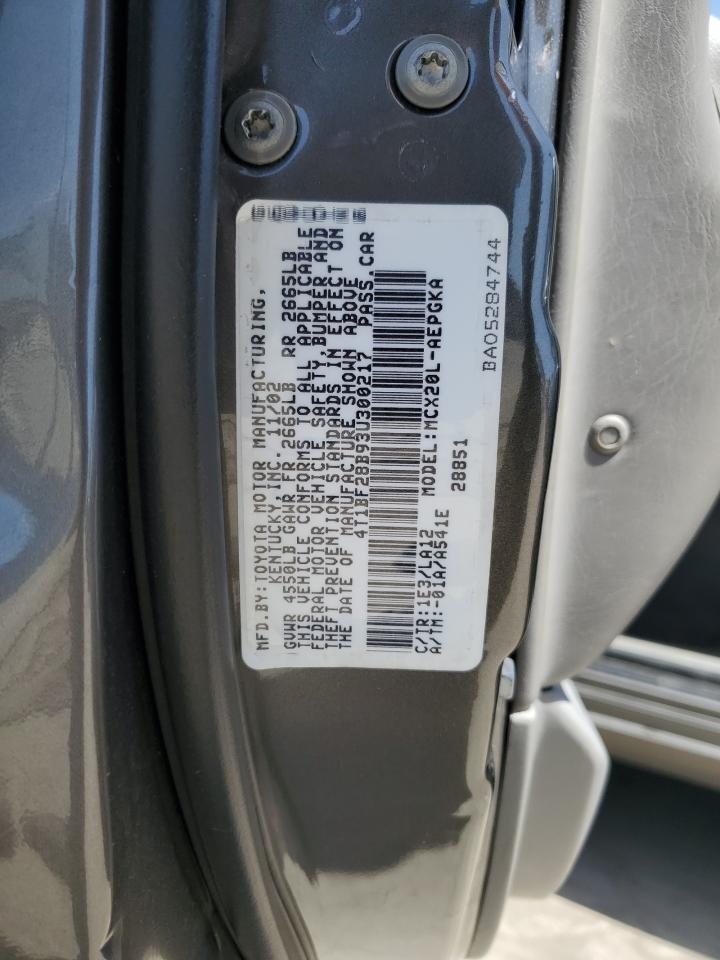 MFD.BY:TOYOTA MOTOR MANUFACTURING,
KENTUCKY,INC. 11/02
GVWR 4550LB GAWR FR 2665LB RR 2665LB
THIS VEHICLE CONFORMS TO ALL APPLICABLE
FEDERAL MOTOR VEHICLE SAFETY,BUMPER AND
THEFT PREVENTION STANDARDS IN EFFECT ON
THE DATE OF MANUFACTURE SHOWN ABOVE
4T1BF28B93U300217 PASS.CAR
C/TR:1E3/LA12 MODEL:MCX20L-AEPGKA
A/TM:-01A/A541E 28851
BA05284744